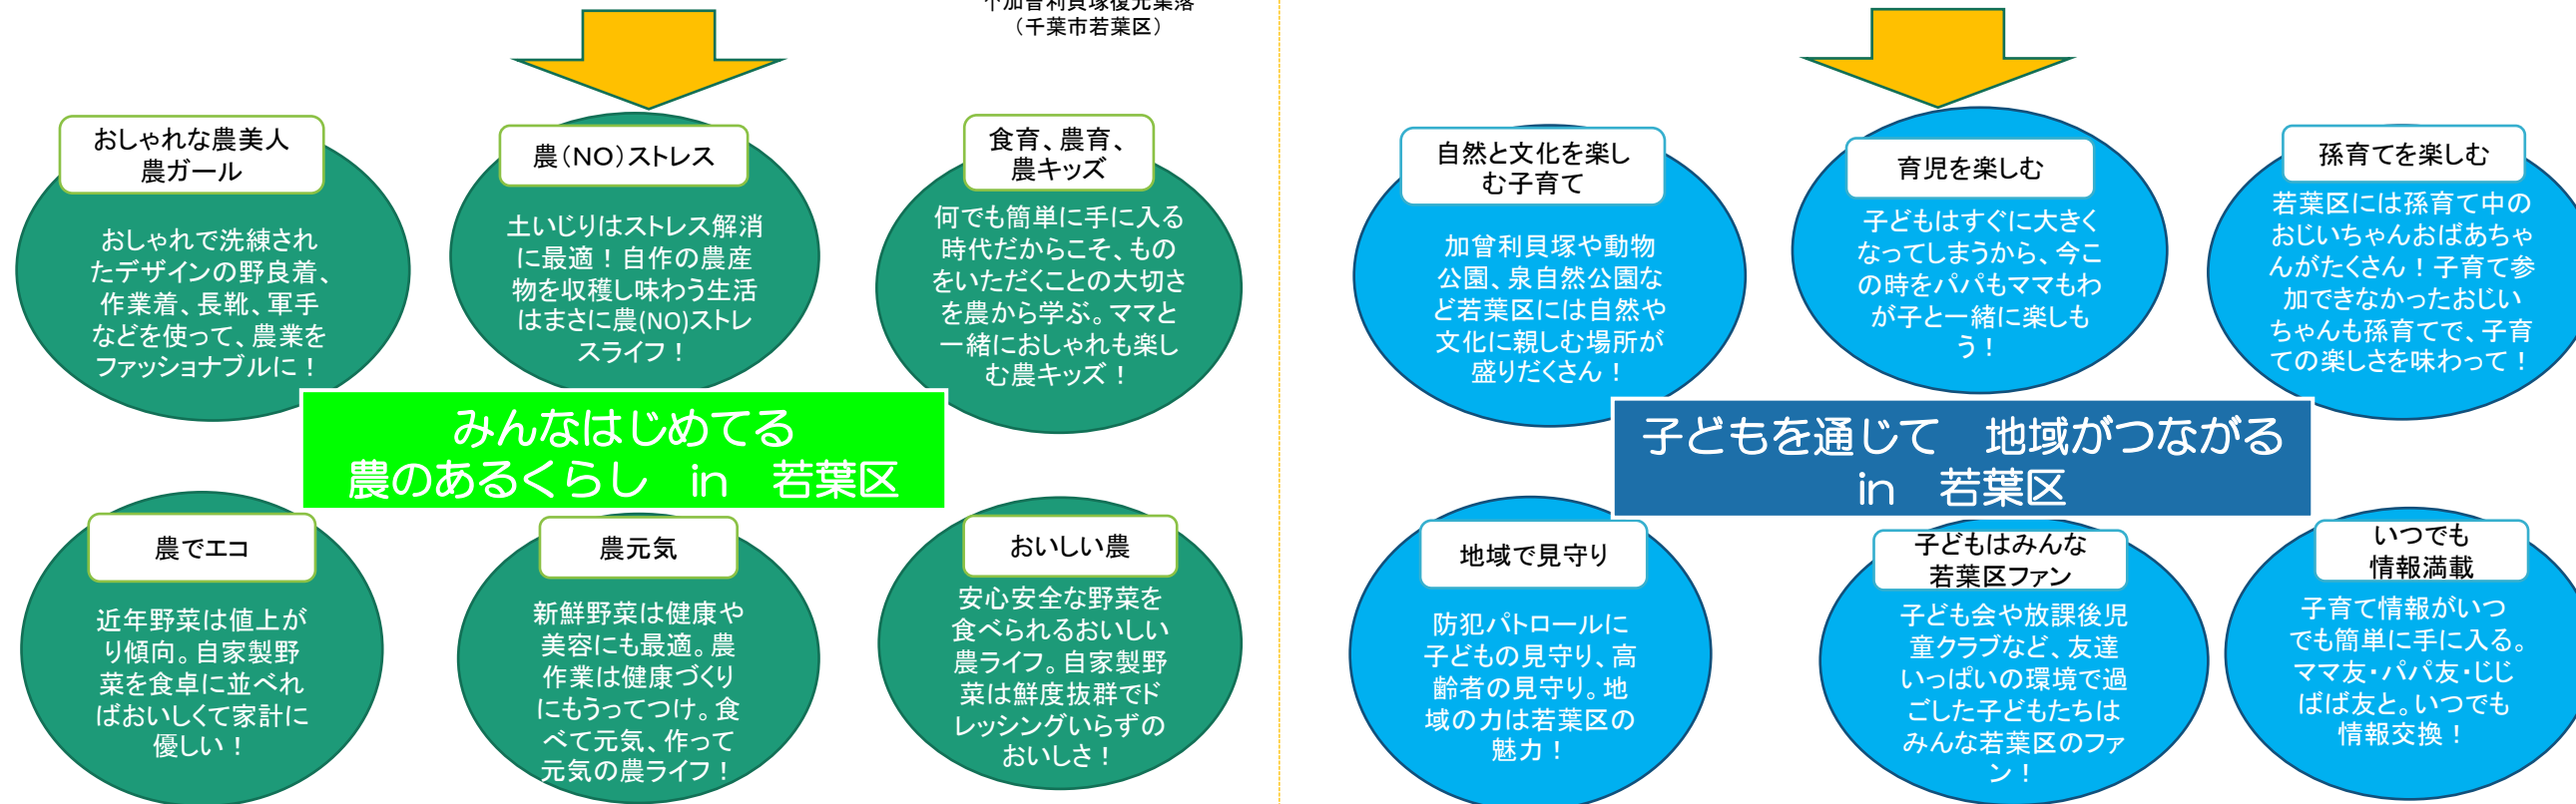 加曽利貝塚復元集落
（千葉市若葉区）
おしゃれな農美人
農ガール
おしゃれで洗練され
たデザインの野良着、
作業着、長靴、軍手
などを使って、農業を
ファッショナブルに！
農（NO）ストレス
土いじりはストレス解消
に最適！自作の農産
物を収穫し味わう生活
はまさに農(NO)ストレ
スライフ！
食育、農育、
農キッズ
何でも簡単に手に入る
時代だからこそ、もの
をいただくことの大切さ
を農から学ぶ。ママと
一緒におしゃれも楽し
む農キッズ！
みんなはじめてる
農のあるくらし　in　若葉区
農でエコ
近年野菜は値上が
り傾向。自家製野
菜を食卓に並べれ
ばおいしくて家計に
優しい！
農元気
新鮮野菜は健康や
美容にも最適。農
作業は健康づくり
にもうってつけ。食
べて元気、作って
元気の農ライフ！
おいしい農
安心安全な野菜を
食べられるおいしい
農ライフ。自家製野
菜は鮮度抜群でド
レッシングいらずの
おいしさ！
自然と文化を楽し
む子育て
加曽利貝塚や動物
公園、泉自然公園な
ど若葉区には自然や
文化に親しむ場所が
盛りだくさん！
育児を楽しむ
子どもはすぐに大きく
なってしまうから、今こ
の時をパパもママもわ
が子と一緒に楽しも
う！
孫育てを楽しむ
若葉区には孫育て中の
おじいちゃんおばあちゃ
んがたくさん！子育て参
加できなかったおじい
ちゃんも孫育てで、子育
ての楽しさを味わって！
子どもを通じて　地域がつながる
in　若葉区
地域で見守り
防犯パトロールに
子どもの見守り、高
齢者の見守り。地
域の力は若葉区の
魅力！
子どもはみんな
若葉区ファン
子ども会や放課後児
童クラブなど、友達
いっぱいの環境で過
ごした子どもたちは
みんな若葉区のファ
ン！
いつでも
情報満載
子育て情報がいつ
でも簡単に手に入る。
ママ友・パパ友・じじ
ばば友と。いつでも
情報交換！